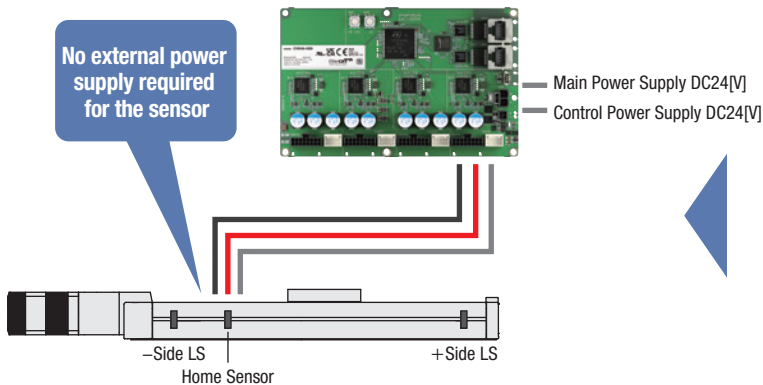 No external power
supply required
for the sensor
Main Power Supply DC24[V]
Control Power Supply DC24[V]
–Side LS
+Side LS
Home Sensor